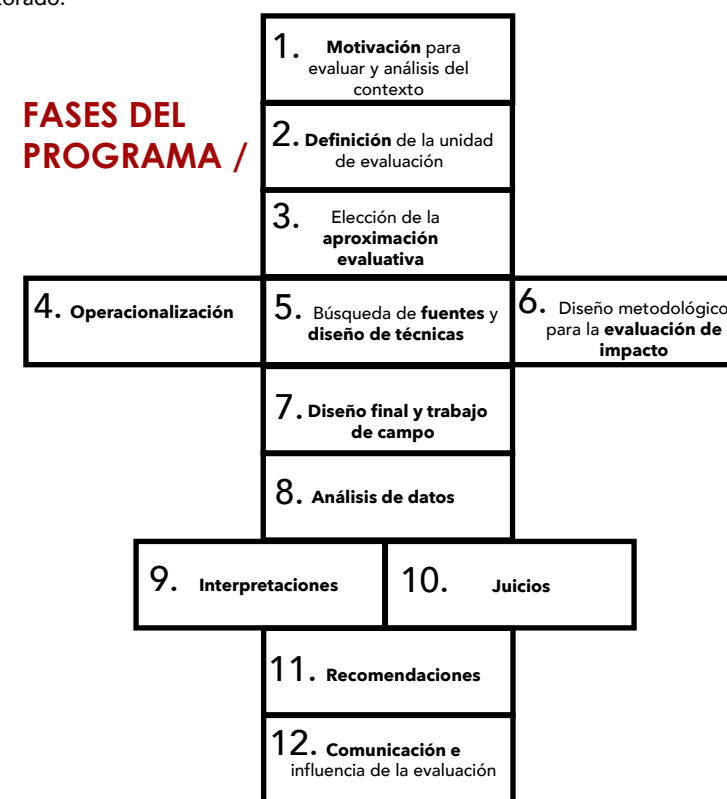 1. Motivación para
evaluar y análisis del
contexto
FASES DEL
PROGRAMA /
2. Definición de la unidad
de evaluación
3. Elección de la
aproximación
evaluativa
4. Operacionalización
5. Búsqueda de fuentes y
diseño de técnicas
6. Diseño metodológico
para la evaluación de
impacto
7. Diseño final y trabajo
de campo
8. Análisis de datos
9. Interpretaciones
10. Juicios
11. Recomendaciones
12. Comunicación e
influencia de la evaluación